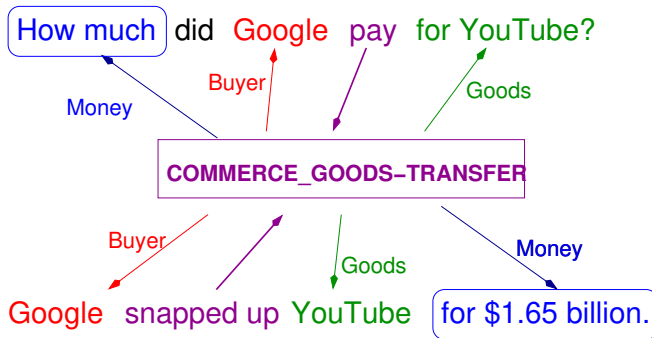 How much did Google pay for YouTube?
Buyer
Goods
Money
COMMERCE_GOODS–TRANSFER
Buyer
Money
Goods
Google snapped up YouTube for $1.65 billion.